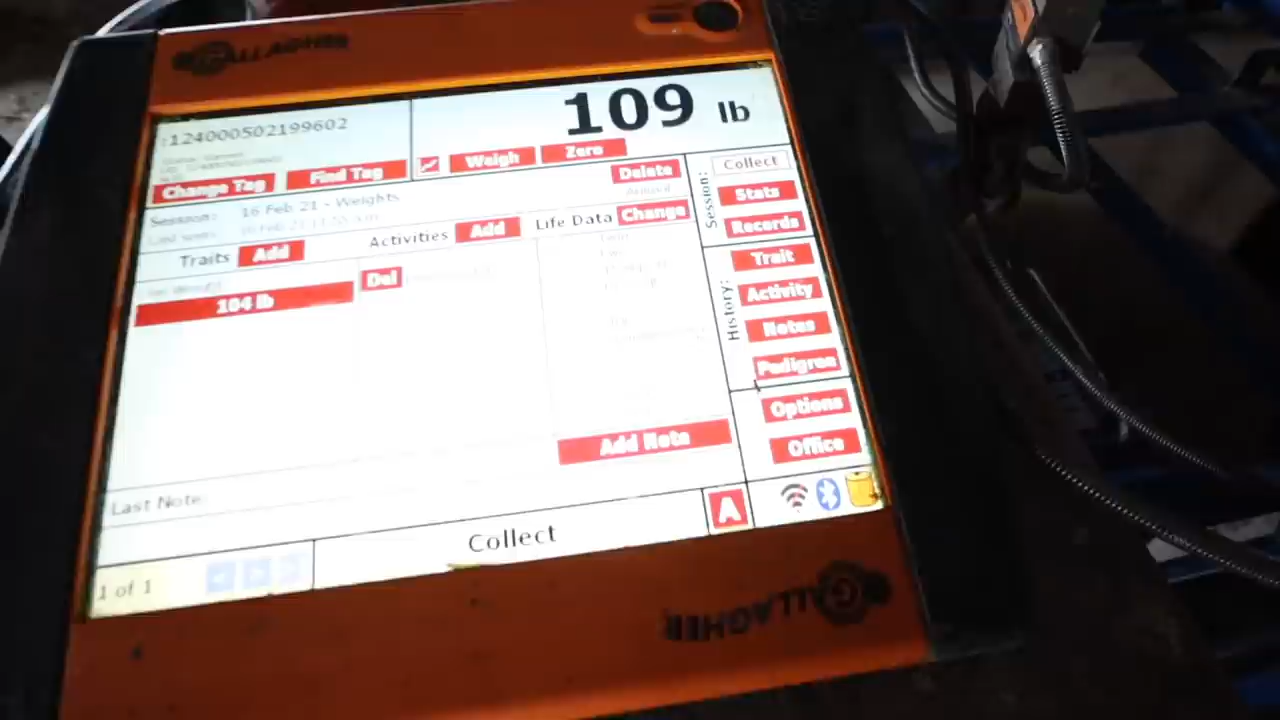 GALLAGHER
:124000502199602
109 lb
Change Tag
Find Tag
Weigh
Zero
Session:
16 Feb 21 - Weights
Delete
Traits
Add
Activities
Add
Life Data
Change
104 lb
Del
Add Note
Last Note:
Session:
Collect
Stats
Records
History:
Trait
Activity
Notes
Pedigree
Options
Office
A
1 of 1
Collect
GALLAGHER